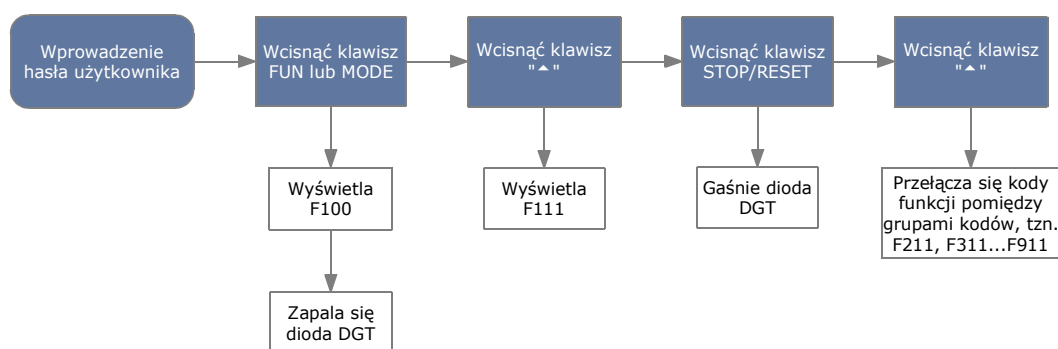 Wprowadzenie
hasła użytkownika
Wcisnąć klawisz
FUN lub MODE
Wcisnąć klawisz
"▲"
Wcisnąć klawisz
STOP/RESET
Wcisnąć klawisz
"▲"
Wyświetla
F100
Wyświetla
F111
Gaśnie dioda
DGT
Przełącza się kody
funkcji pomiędzy
grupami kodów, tzn.
F211, F311...F911
Zapala się
dioda DGT